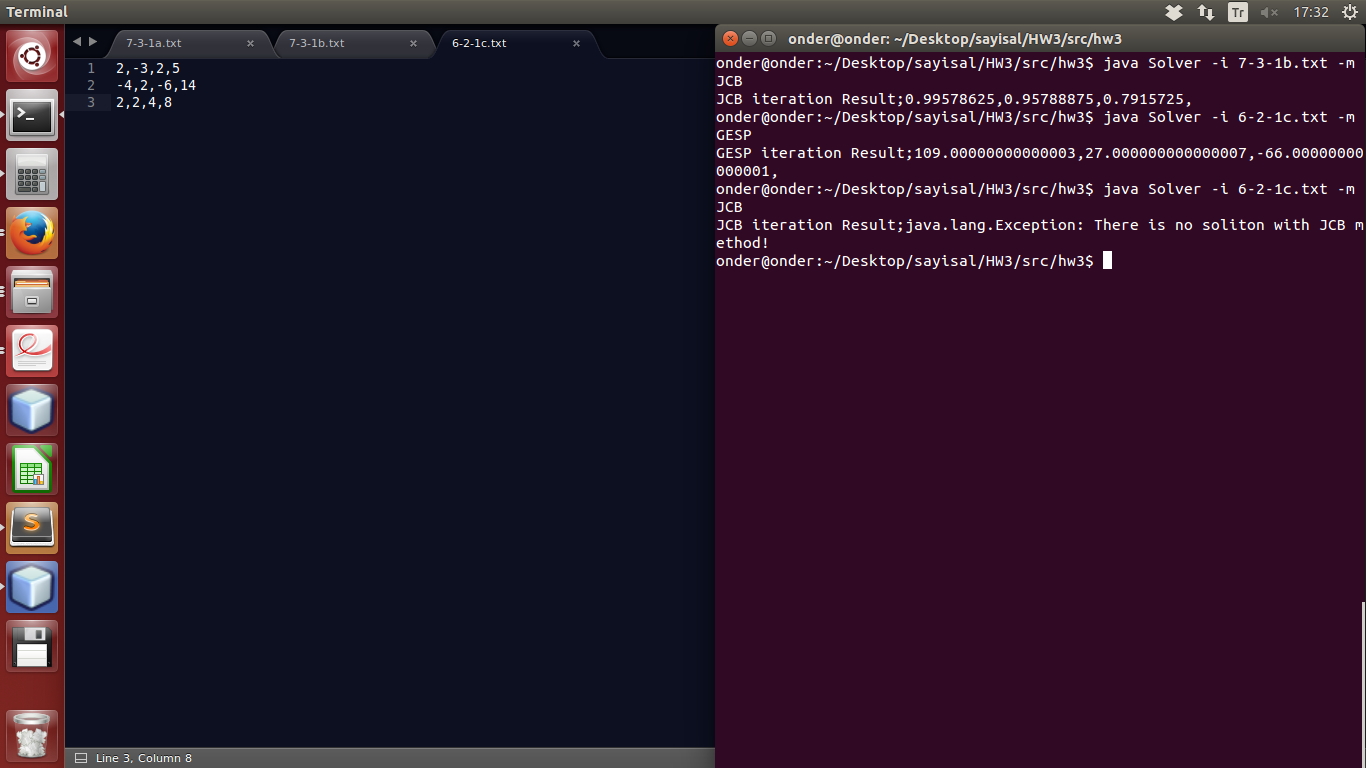 Terminal
Tr
17:32
7-3-1a.txt
7-3-1b.txt
6-2-1c.txt
1 2,-3,2,5
2 -4,2,-6,14
3 2,2,4,8
Line 3, Column 8
onder@onder: ~/Desktop/sayisal/HW3/src/hw3
onder@onder:~/Desktop/sayisal/HW3/src/hw3$ java Solver -i 7-3-1b.txt -m
JCB
JCB iteration Result;0.99578625,0.95788875,0.7915725,
onder@onder:~/Desktop/sayisal/HW3/src/hw3$ java Solver -i 6-2-1c.txt -m
GESP
GESP iteration Result;109.00000000000003,27.000000000000007,-66.00000000
000001,
onder@onder:~/Desktop/sayisal/HW3/src/hw3$ java Solver -i 6-2-1c.txt -m
JCB
JCB iteration Result;java.lang.Exception: There is no soliton with JCB m
ethod!
onder@onder:~/Desktop/sayisal/HW3/src/hw3$